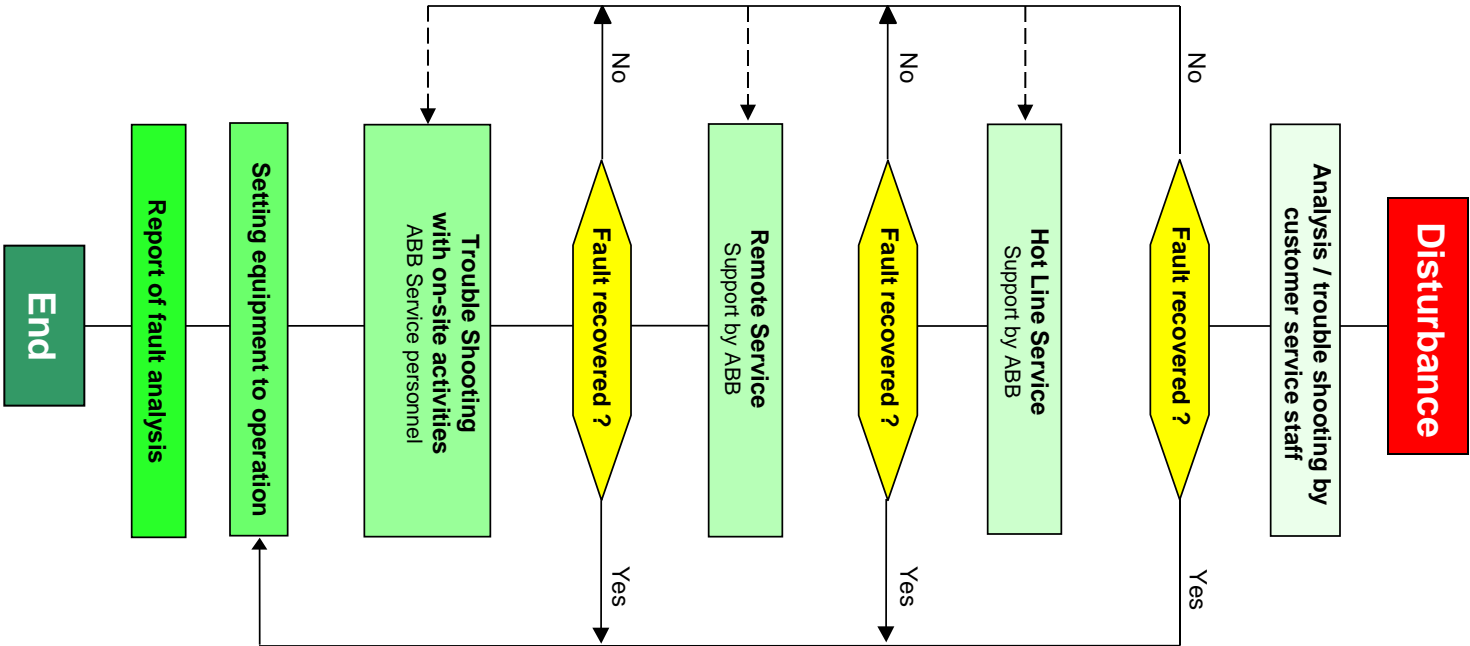 Disturbance
Analysis / trouble shooting by
customer service staff
Fault recovered ?
No
Yes
Hot Line Service
Support by ABB
Fault recovered ?
No
Yes
Remote Service
Support by ABB
Fault recovered ?
No
Yes
Trouble Shooting
with on-site activities
ABB Service personnel
Setting equipment to operation
Report of fault analysis
End